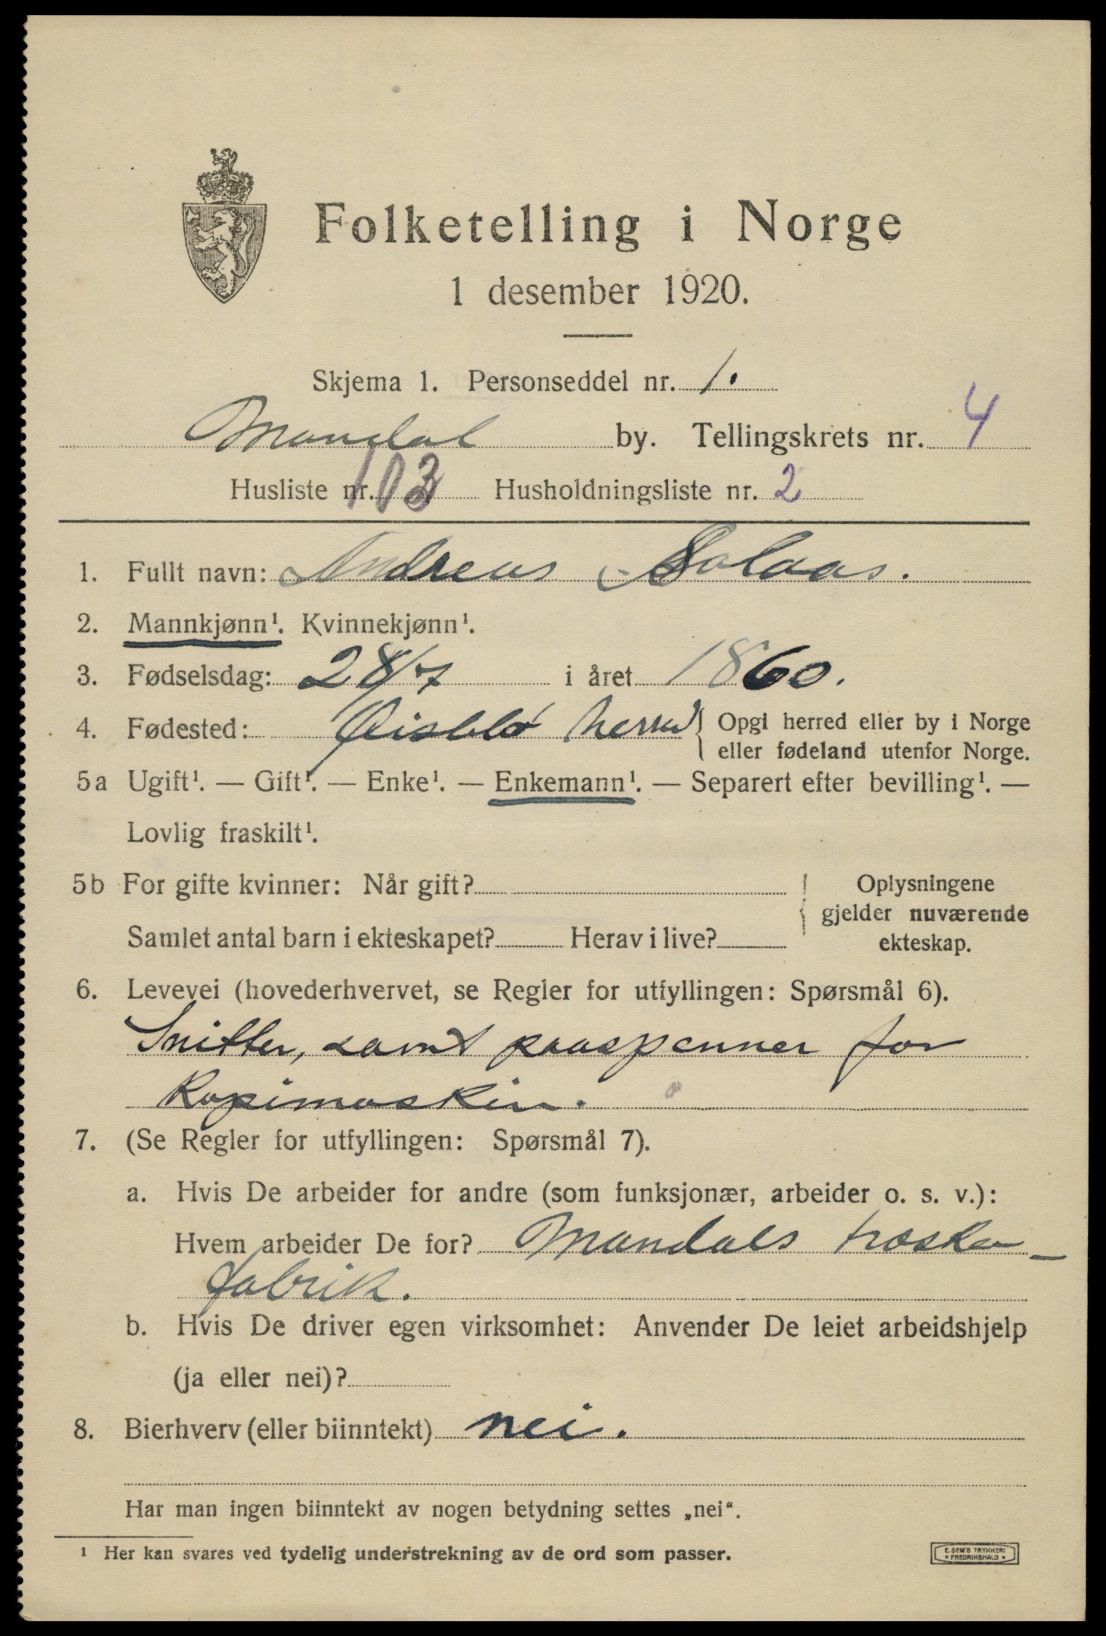 Folketelling i Norge
1 desember 1920.
Skjema 1. Personseddel nr. 1.
Mandal by. Tellingskrets nr. 4
Husliste nr. 103 Husholdningsliste nr. 2
1. Fullt navn: Andreas Solaas.
2. Mannkjønn¹. Kvinnekjønn¹.
3. Fødselsdag: 28/7 i året 1860.
4. Fødested: Øislebø herred { Opgi herred eller by i Norge
eller fødeland utenfor Norge.
5a Ugift¹. — Gift¹. — Enke¹. — Enkemann¹. — Separert efter bevilling¹. —
Lovlig fraskilt¹.
5b For gifte kvinner: Når gift? { Oplysningene
gjelder nuværende
Samlet antal barn i ekteskapet? Herav i live? ekteskap.
6. Levevei (hovederhvervet, se Regler for utfyllingen: Spørsmål 6).
Snitter, samt paaspenner for
Kopimaskin.
7. (Se Regler for utfyllingen: Spørsmål 7).
a. Hvis De arbeider for andre (som funksjonær, arbeider o. s. v.):
Hvem arbeider De for? Mandals træsko-
fabrik.
b. Hvis De driver egen virksomhet: Anvender De leiet arbeidshjelp
(ja eller nei)?
8. Bierhverv (eller biinntekt) nei.
Har man ingen biinntekt av nogen betydning settes „nei“.
¹ Her kan svares ved tydelig understrekning av de ord som passer.
E. SEM'S TRYKKERI
• FREDRIKSHALD •